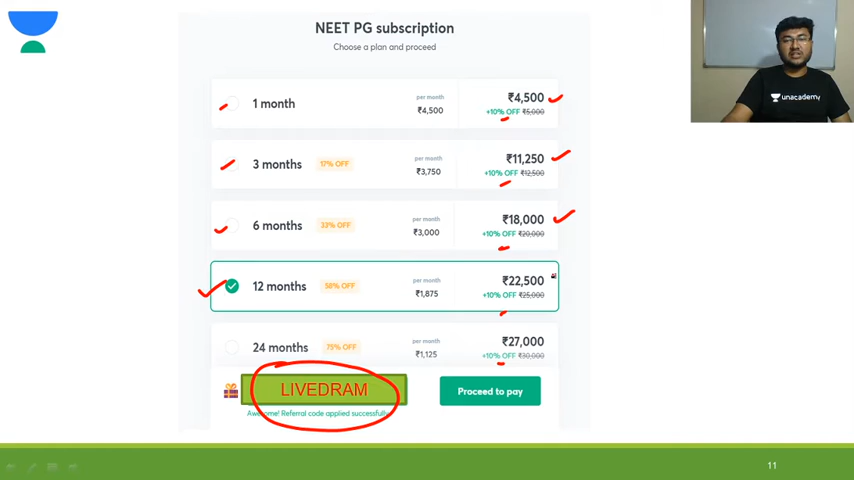 NEET PG subscription
Choose a plan and proceed
1 month
per month
₹4,500
₹4,500
+10% OFF ₹5,000
3 months 17% OFF
per month
₹3,750
₹11,250
+10% OFF ₹12,500
6 months 33% OFF
per month
₹3,000
₹18,000
+10% OFF ₹20,000
12 months 58% OFF
per month
₹1,875
₹22,500
+10% OFF ₹25,000
24 months 75% OFF
per month
₹1,125
₹27,000
+10% OFF ₹30,000
LIVEDRAM
Awesome! Referral code applied successfully
Proceed to pay
unacademy
11